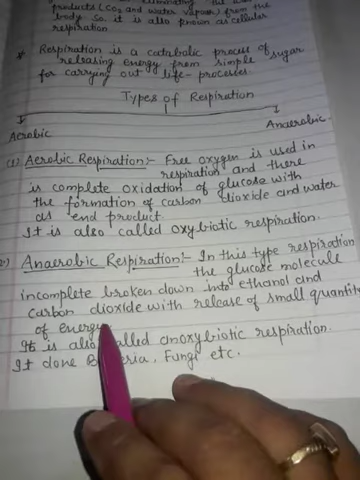 products (CO2 and water vapour) from the
body so it is also known as cellular
respiration
* Respiration is a catabolic process of
releasing energy from simple sugar
for carrying out life-processes.
Types of Respiration
Aerobic
Anaerobic
(1) Aerobic Respiration:- Free oxygen is used in
respiration and there
is complete oxidation of glucose with
the formation of carbon dioxide and water
as end product
It is also called oxybiotic respiration.
Anaerobic Respiration:- In this type respiration
the glucose molecule
incomplete broken down into ethanol and
carbon dioxide with release of small quantity
of energy
It is also called anoxybiotic respiration.
It done Bacteria, Fungi etc.